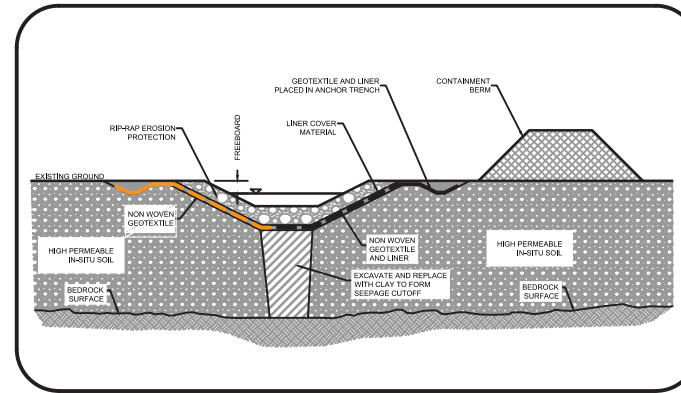 GEOTEXTILE AND LINER
PLACED IN ANCHOR TRENCH
CONTAINMENT
BERM
RIP-RAP EROSION
PROTECTION
FREEBOARD
LINER COVER
MATERIAL
EXISTING GROUND
NON WOVEN
GEOTEXTILE
HIGH PERMEABLE
IN-SITU SOIL
NON WOVEN
GEOTEXTILE
AND LINER
HIGH PERMEABLE
IN-SITU SOIL
EXCAVATE AND REPLACE
WITH CLAY TO FORM
SEEPAGE CUTOFF
BEDROCK
SURFACE
BEDROCK
SURFACE